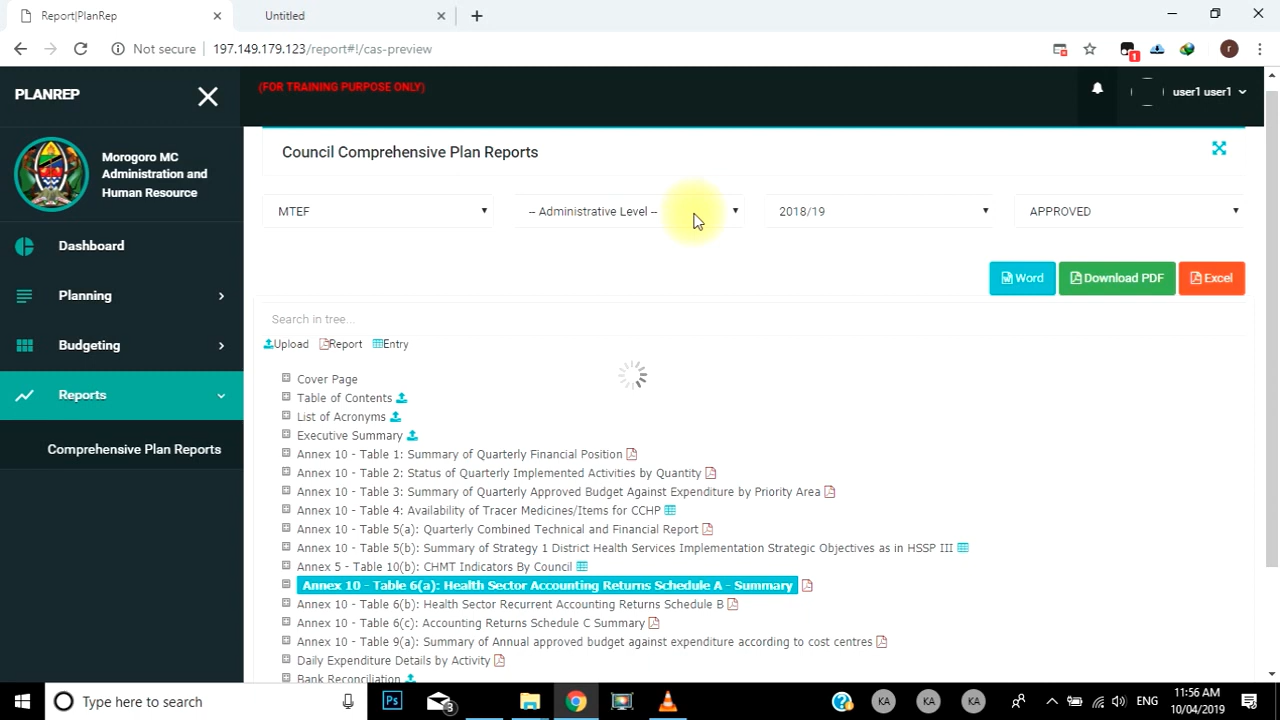 Report|PlanRep
Untitled
Not secure | 197.149.179.123/report#!/cas-preview
1
r
PLANREP
(FOR TRAINING PURPOSE ONLY)
user1 user1
Morogoro MC
Administration and
Human Resource
Council Comprehensive Plan Reports
MTEF
-- Administrative Level --
2018/19
APPROVED
Dashboard
Planning
Budgeting
Reports
Comprehensive Plan Reports
Word
Download PDF
Excel
Search in tree...
Upload Report Entry
Cover Page
Table of Contents
List of Acronyms
Executive Summary
Annex 10 - Table 1: Summary of Quarterly Financial Position
Annex 10 - Table 2: Status of Quarterly Implemented Activities by Quantity
Annex 10 - Table 3: Summary of Quarterly Approved Budget Against Expenditure by Priority Area
Annex 10 - Table 4: Availability of Tracer Medicines/Items for CCHP
Annex 10 - Table 5(a): Quarterly Combined Technical and Financial Report
Annex 10 - Table 5(b): Summary of Strategy 1 District Health Services Implementation Strategic Objectives as in HSSP III
Annex 5 - Table 10(b): CHMT Indicators By Council
Annex 10 - Table 6(a): Health Sector Accounting Returns Schedule A - Summary
Annex 10 - Table 6(b): Health Sector Recurrent Accounting Returns Schedule B
Annex 10 - Table 6(c): Accounting Returns Schedule C Summary
Annex 10 - Table 9(a): Summary of Annual approved budget against expenditure according to cost centres
Daily Expenditure Details by Activity
Bank Reconciliation
Type here to search
Ps
3
KA
KA
KA
ENG
11:56 AM
10/04/2019